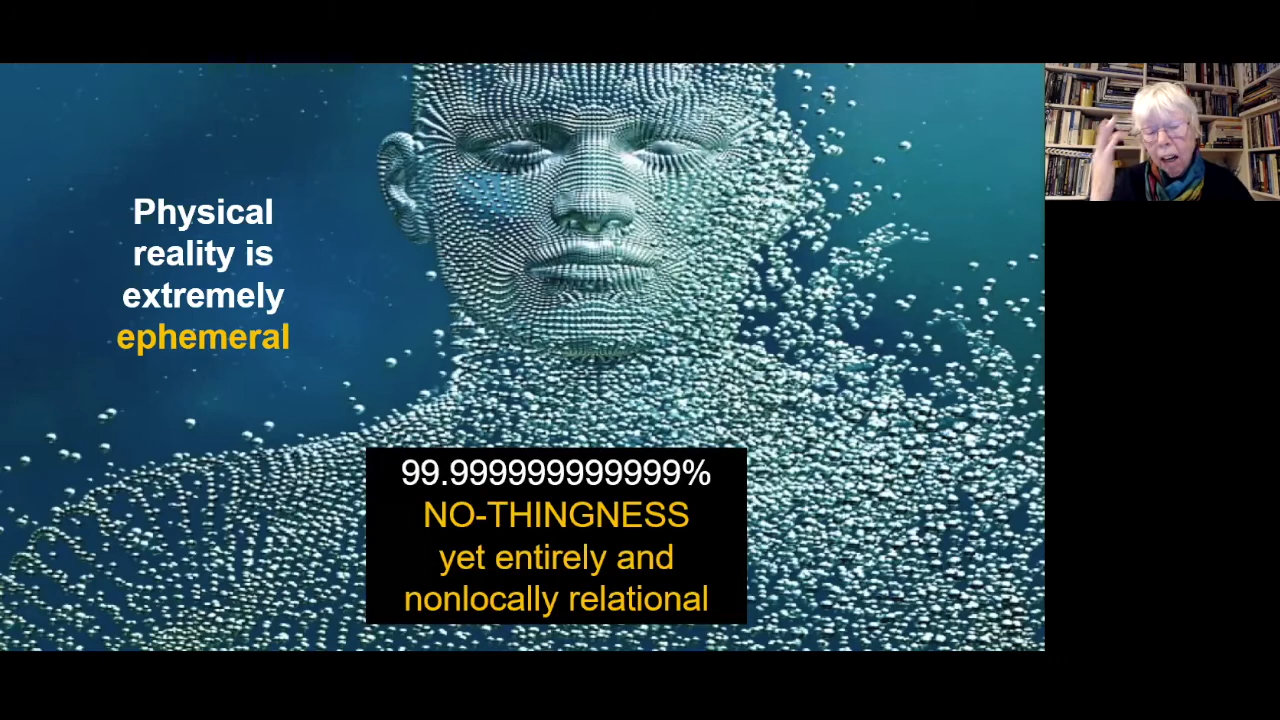 Physical
reality is
extremely
ephemeral
99.999999999999%
NO-THINGNESS
yet entirely and
nonlocally relational